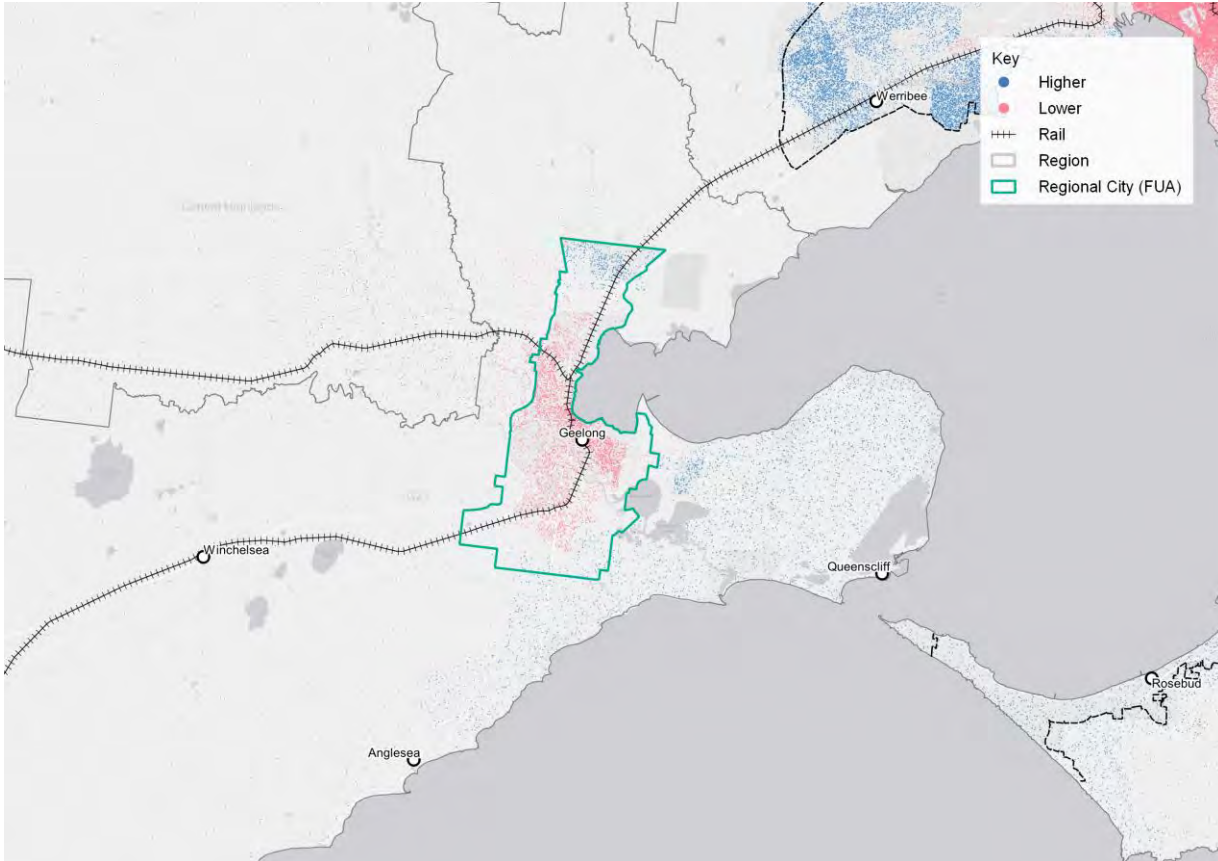 Key
Higher
Lower
Rail
Region
Regional City (FUA)
Werribee
Geelong
Winchelsea
Queenscliff
Rosebud
Anglesea